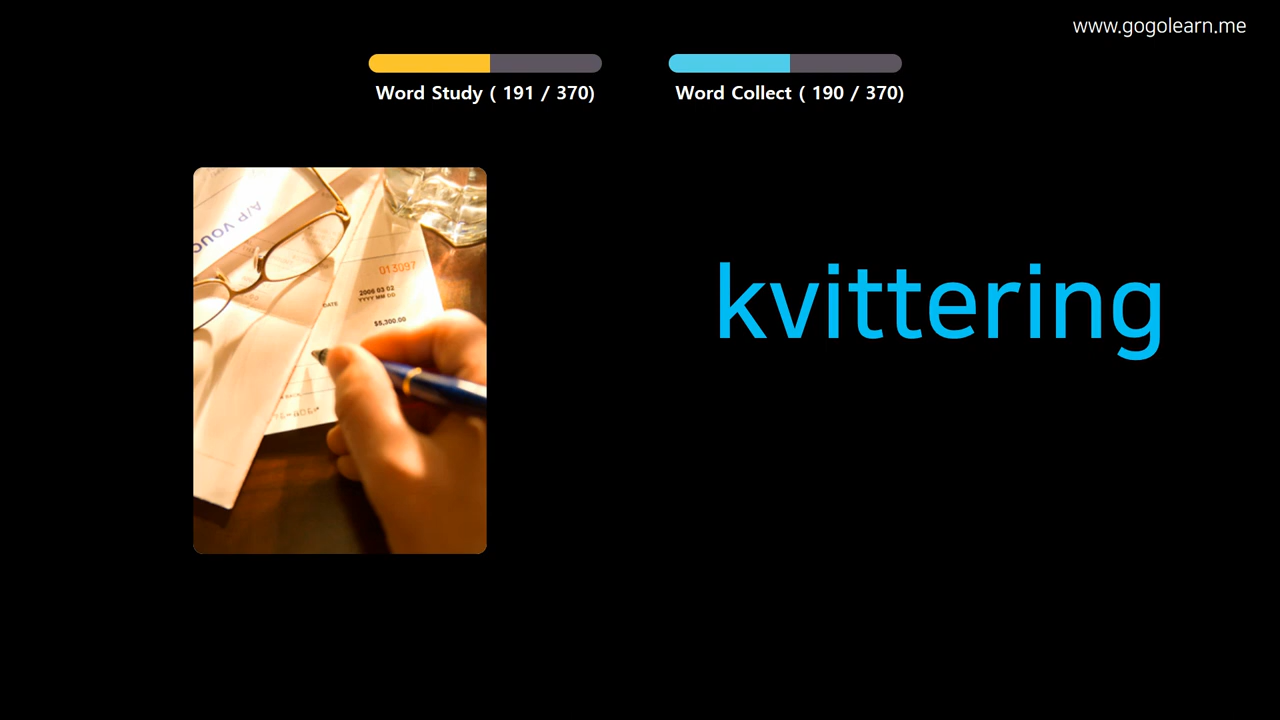 www.gogolearn.me
Word Study ( 191 / 370)
Word Collect ( 190 / 370)
A/P VOUC
013097
DATE
2006 03 02
YYYY MM DD
$5,300.00
kvittering